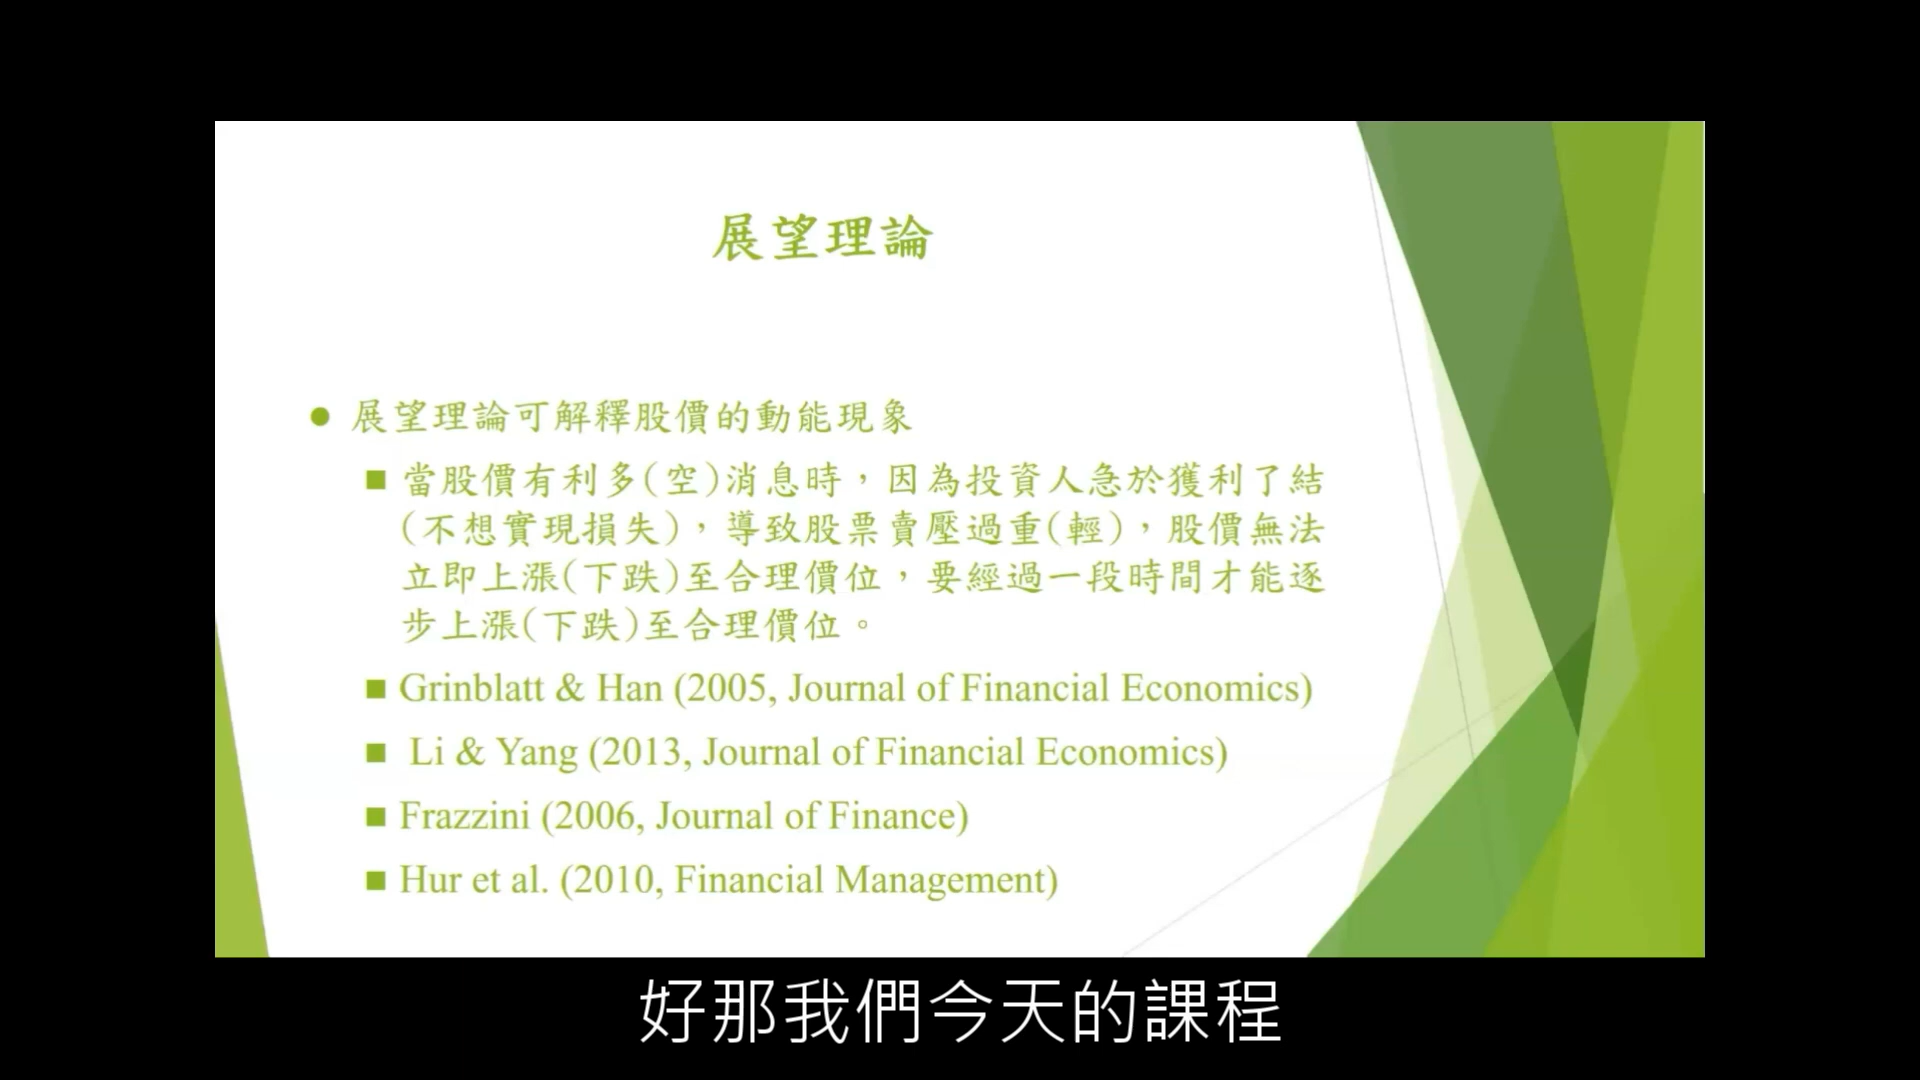 展望理論
● 展望理論可解釋股價的動能現象
■ 當股價有利多(空)消息時，因為投資人急於獲利了結
(不想實現損失)，導致股票賣壓過重(輕)，股價無法
立即上漲(下跌)至合理價位，要經過一段時間才能逐
步上漲(下跌)至合理價位。
■ Grinblatt & Han (2005, Journal of Financial Economics)
■ Li & Yang (2013, Journal of Financial Economics)
■ Frazzini (2006, Journal of Finance)
■ Hur et al. (2010, Financial Management)
好那我們今天的課程